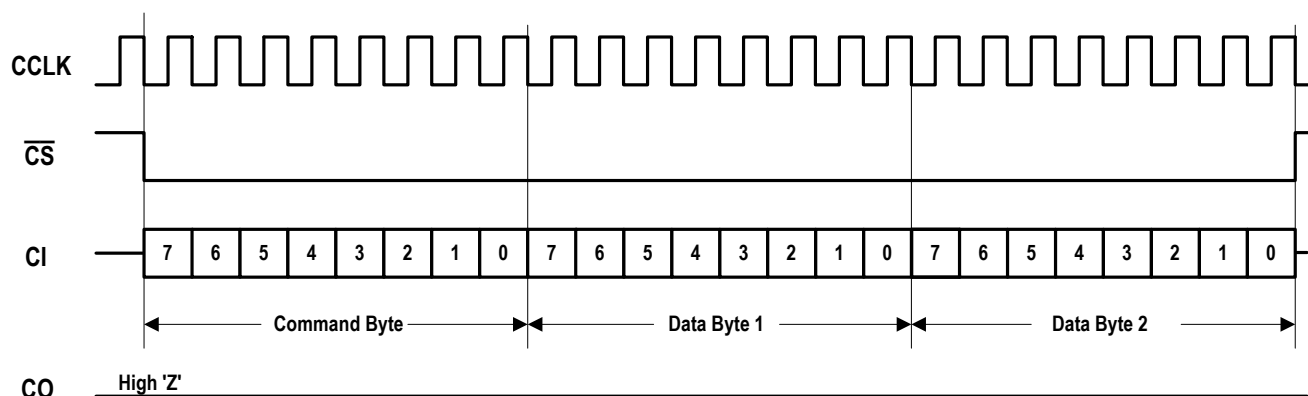 CCLK
CS
CI
7 6 5 4 3 2 1 0 7 6 5 4 3 2 1 0 7 6 5 4 3 2 1 0
Command Byte Data Byte 1 Data Byte 2
High 'Z'
CO